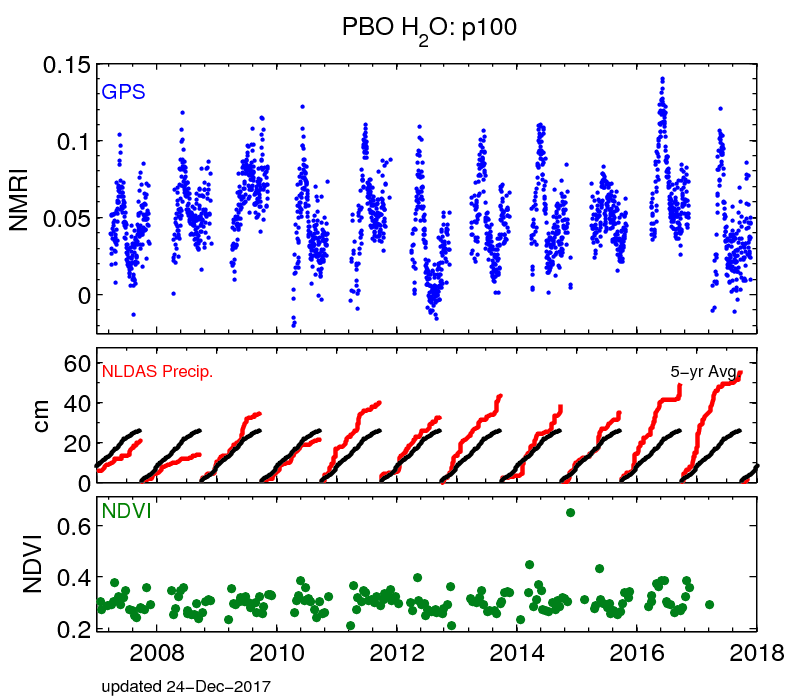 PBO H2O: p100
0.15
GPS
0.1
NMRI
0.05
0
60
NLDAS Precip.
5−yr Avg.
40
cm
20
0
NDVI
0.6
NDVI
0.4
0.2
2008 2010 2012 2014 2016 2018
updated 24−Dec−2017